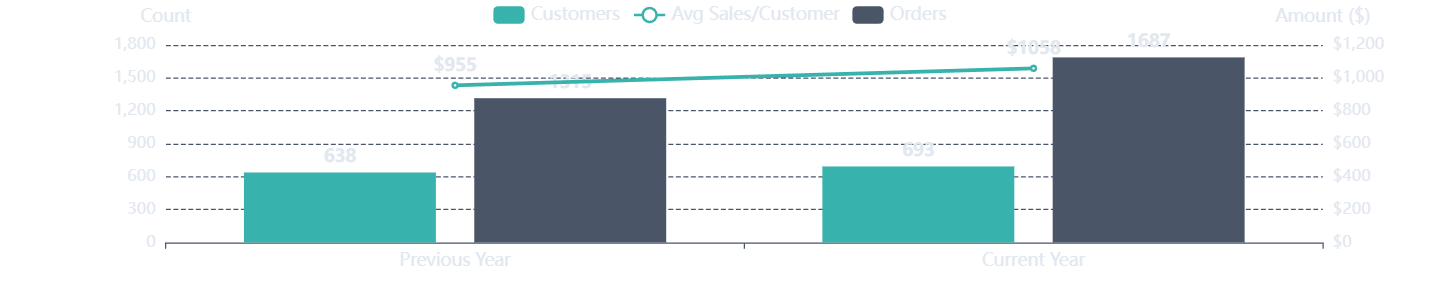 Count
Customers
Avg Sales/Customer
Orders
Amount ($)
1,800
1,500
1,200
900
600
300
0
$1,200
$1,000
$800
$600
$400
$200
$0
$955
638
1315
$1058
693
1687
Previous Year
Current Year